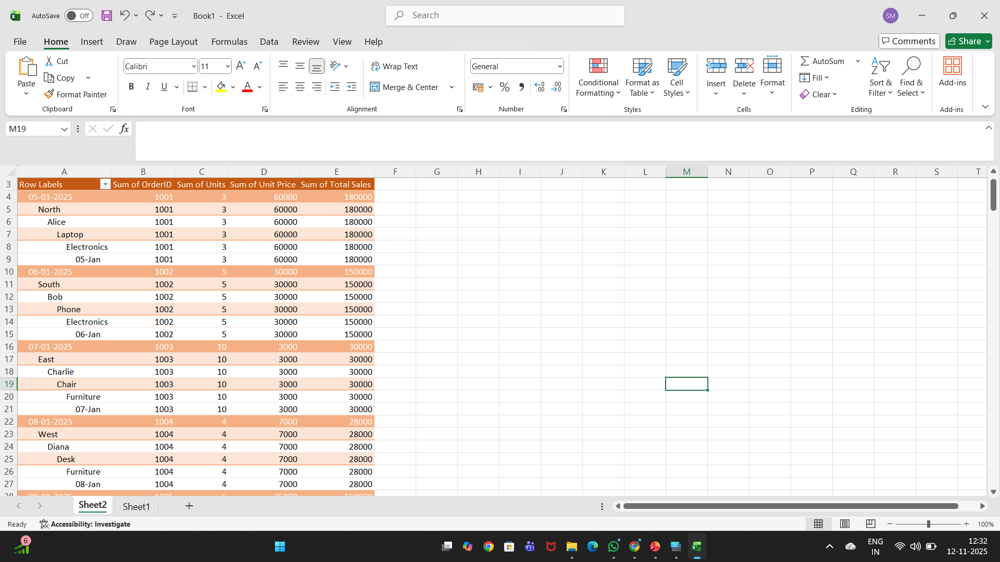 AutoSave Off Book1 - Excel Search SM
File Home Insert Draw Page Layout Formulas Data Review View Help Comments Share
Paste Cut Copy Format Painter Clipboard
Calibri 11 B I U A Font
Wrap Text Merge & Center Alignment
General % .00 Number
Conditional Formatting Format as Table Cell Styles Styles
Insert Delete Format Cells
AutoSum Fill Clear Sort & Filter Find & Select Editing
Add-ins Add-ins
M19 fx
A B C D E F G H I J K L M N O P Q R S T
3 Row Labels Sum of OrderID Sum of Units Sum of Unit Price Sum of Total Sales
4 05-01-2025 1001 3 60000 180000
5 North 1001 3 60000 180000
6 Alice 1001 3 60000 180000
7 Laptop 1001 3 60000 180000
8 Electronics 1001 3 60000 180000
9 05-Jan 1001 3 60000 180000
10 06-01-2025 1002 5 30000 150000
11 South 1002 5 30000 150000
12 Bob 1002 5 30000 150000
13 Phone 1002 5 30000 150000
14 Electronics 1002 5 30000 150000
15 06-Jan 1002 5 30000 150000
16 07-01-2025 1003 10 3000 30000
17 East 1003 10 3000 30000
18 Charlie 1003 10 3000 30000
19 Chair 1003 10 3000 30000
20 Furniture 1003 10 3000 30000
21 07-Jan 1003 10 3000 30000
22 08-01-2025 1004 4 7000 28000
23 West 1004 4 7000 28000
24 Diana 1004 4 7000 28000
25 Desk 1004 4 7000 28000
26 Furniture 1004 4 7000 28000
27 08-Jan 1004 4 7000 28000
Sheet2 Sheet1
Ready Accessibility: Investigate 100%
6 ENG IN 12:32
12-11-2025